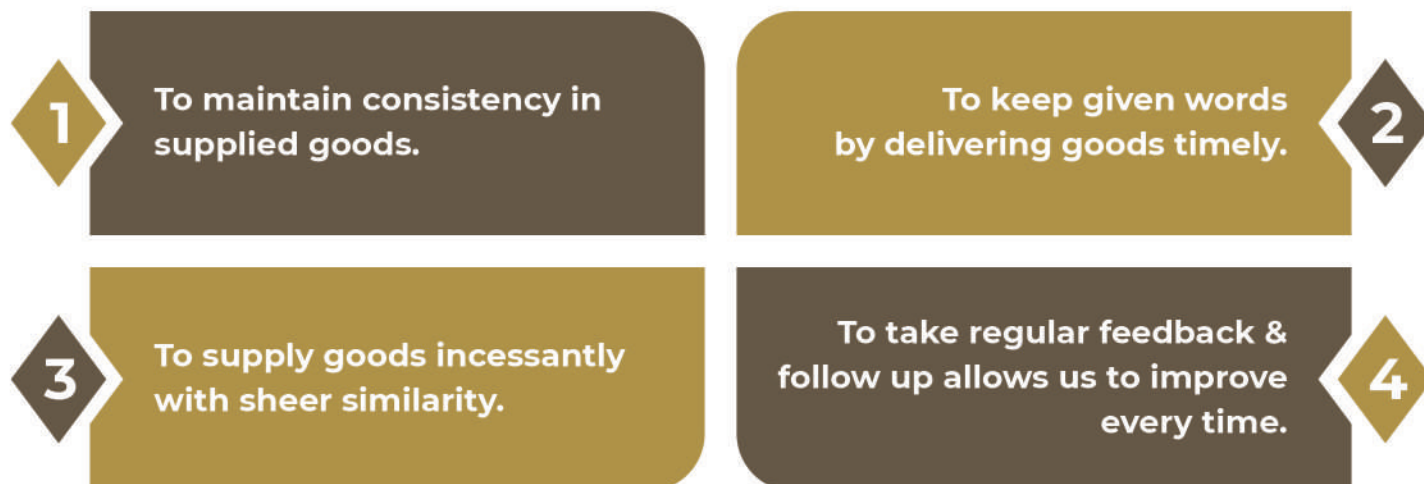 1
To maintain consistency in
supplied goods.
2
To keep given words
by delivering goods timely.
3
To supply goods incessantly
with sheer similarity.
4
To take regular feedback &
follow up allows us to improve
every time.